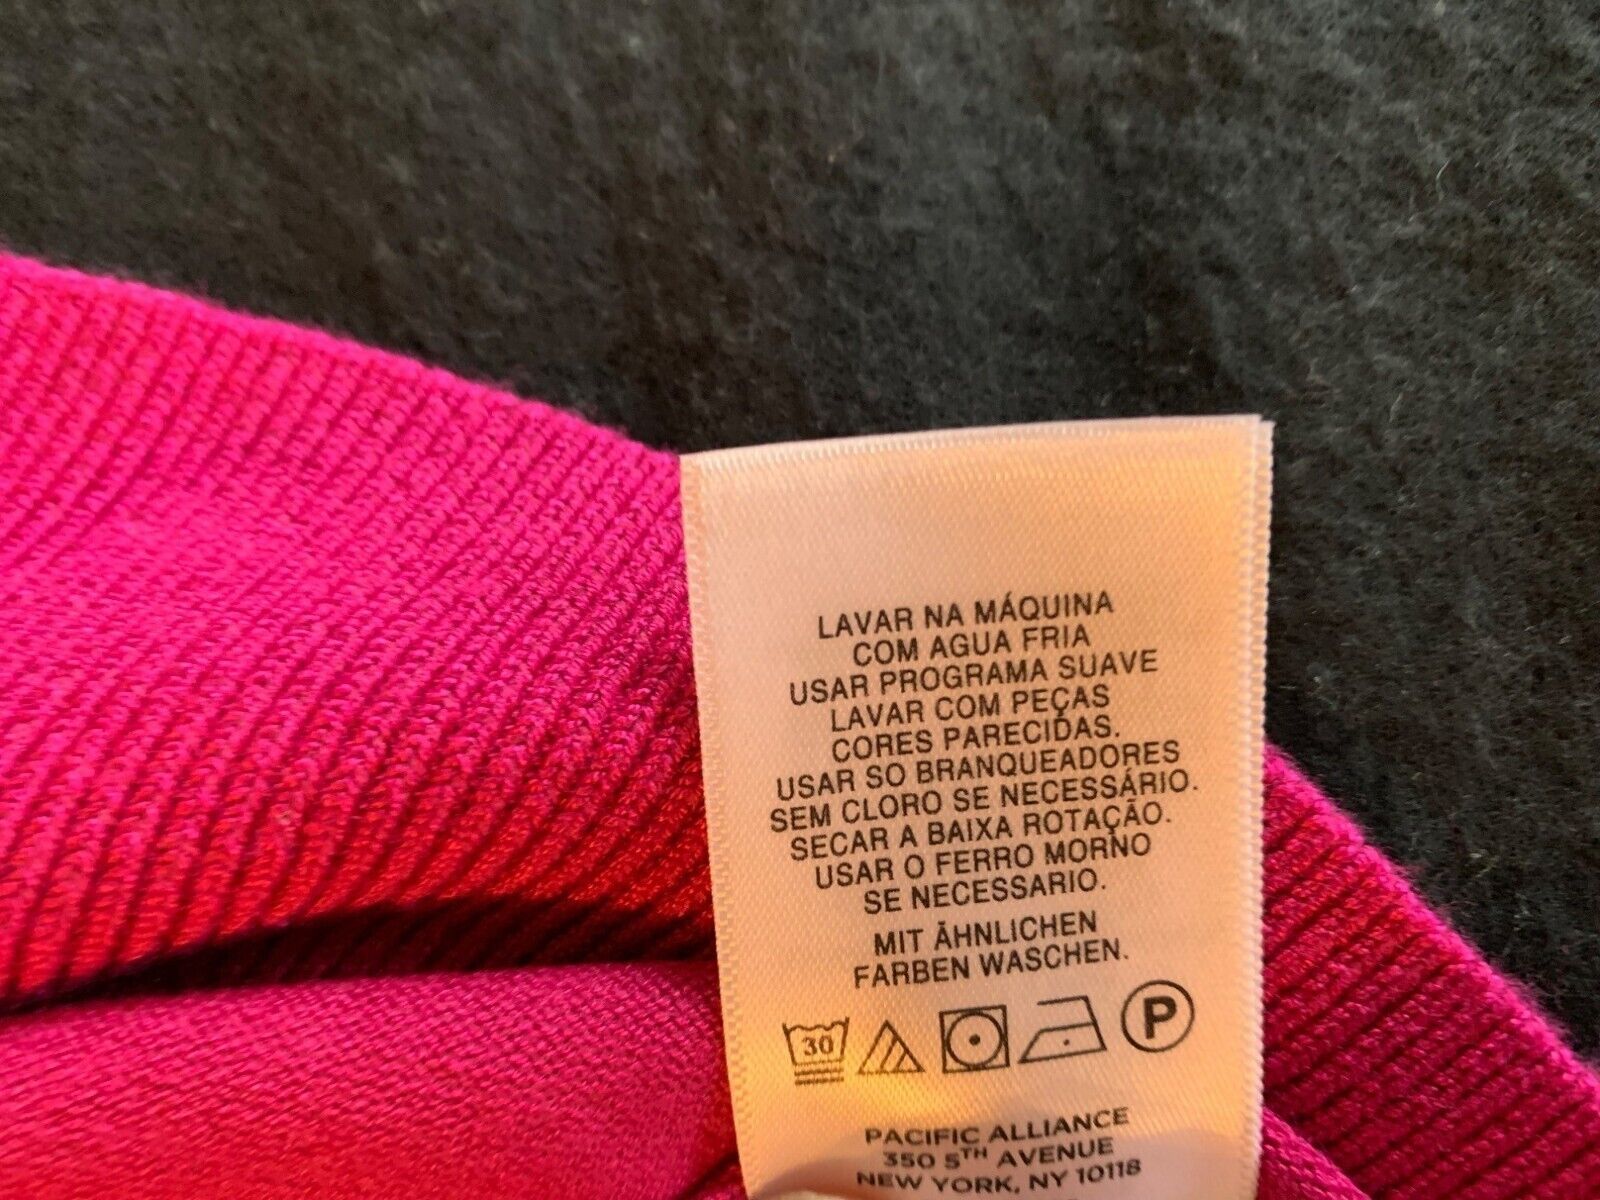 LAVAR NA MÁQUINA
COM AGUA FRIA
USAR PROGRAMA SUAVE
LAVAR COM PEÇAS
CORES PARECIDAS.
USAR SO BRANQUEADORES
SEM CLORO SE NECESSÁRIO.
SECAR A BAIXA ROTAÇÃO.
USAR O FERRO MORNO
SE NECESSARIO.
MIT ÄHNLICHEN
FARBEN WASCHEN.
30 P
PACIFIC ALLIANCE
350 5TH AVENUE
NEW YORK, NY 10118